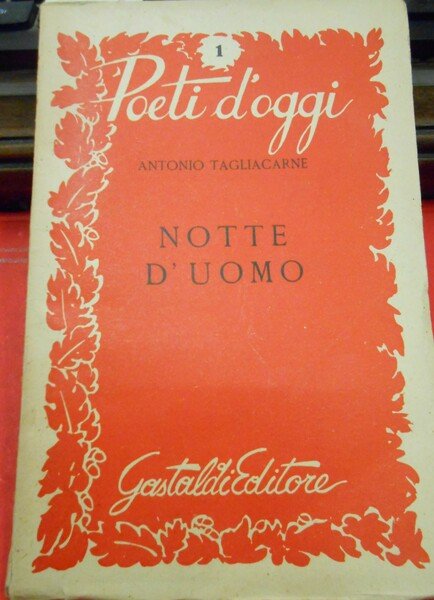 1
Poeti d'oggi
ANTONIO TAGLIACARNE
NOTTE
D'UOMO
Gastaldi Editore